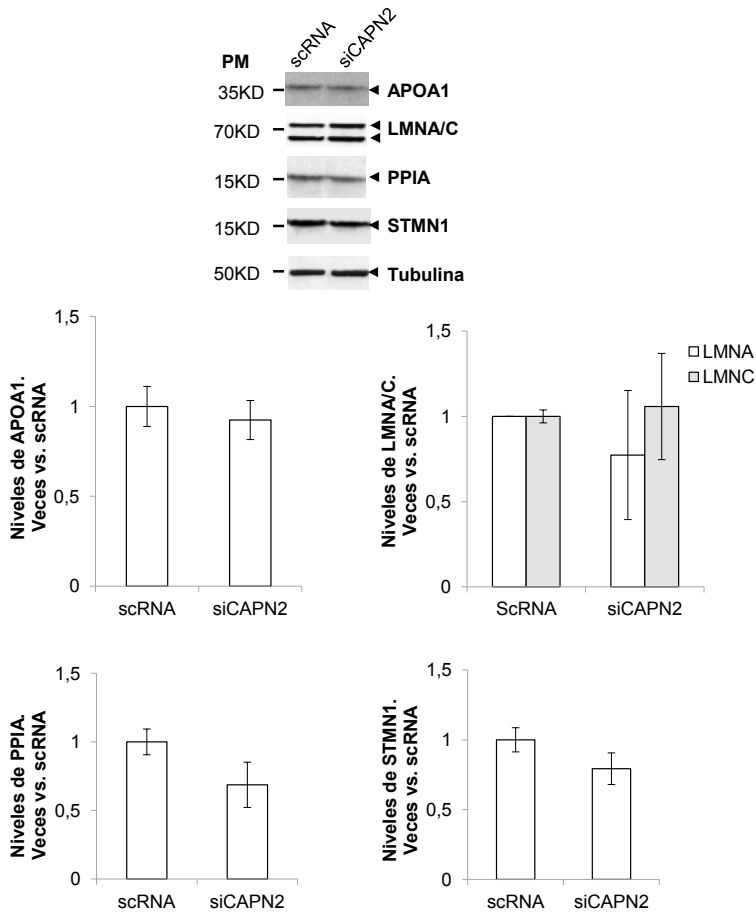 scRNA siCAPN2
PM
35KD APOA1
70KD LMNA/C
15KD PPIA
15KD STMN1
50KD Tubulina
Niveles de APOA1.
Veces vs. scRNA
1,5
1
0,5
0
scRNA siCAPN2
Niveles de LMNA/C.
Veces vs. scRNA
1,5
1
0,5
0
ScRNA siCAPN2
LMNA
LMNC
Niveles de PPIA.
Veces vs. scRNA
1,5
1
0,5
0
scRNA siCAPN2
Niveles de STMN1.
Veces vs. scRNA
1,5
1
0,5
0
scRNA siCAPN2